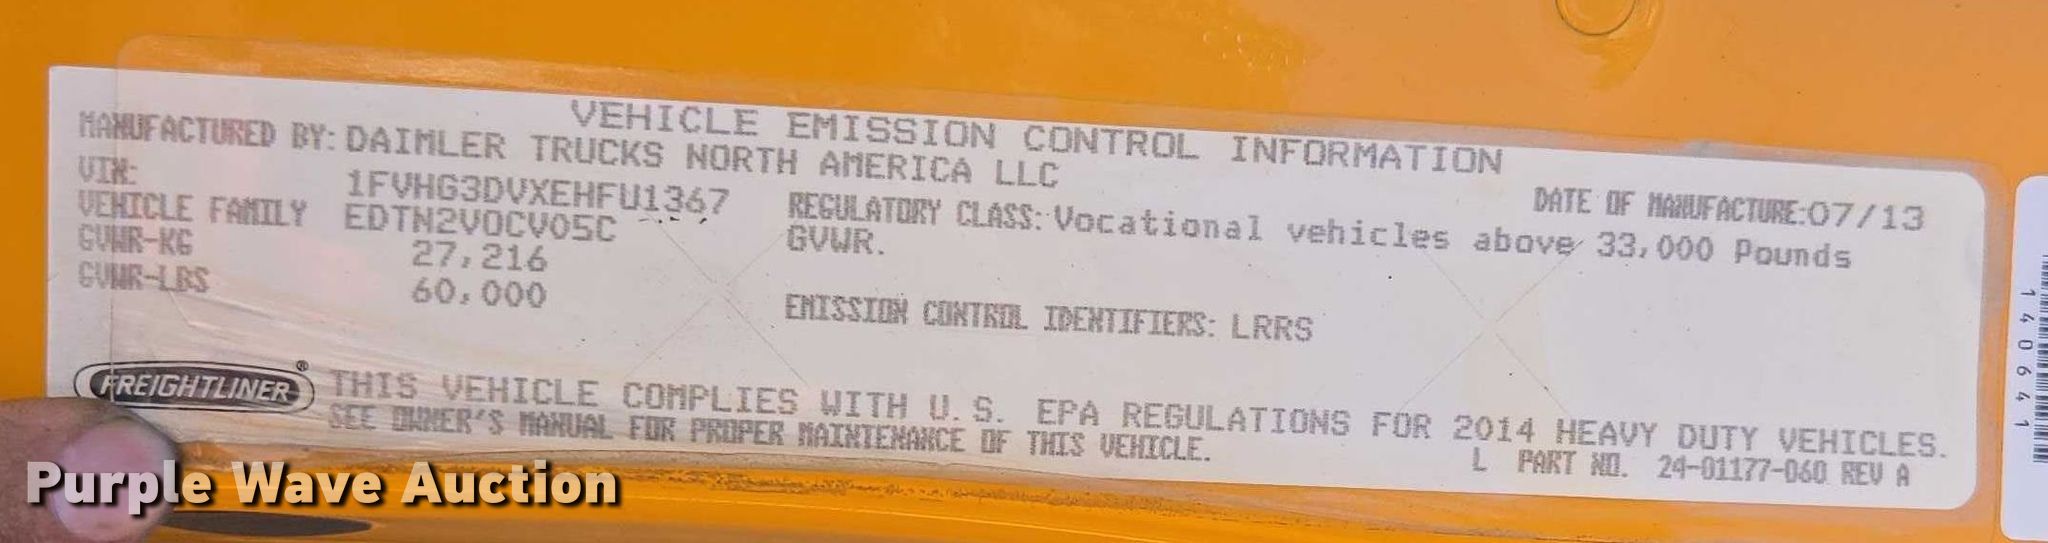 VEHICLE EMISSION CONTROL INFORMATION
MANUFACTURED BY: DAIMLER TRUCKS NORTH AMERICA LLC
DATE OF MANUFACTURE: 07/13
VIN: 1FVHG3DVXEHFU1367
VEHICLE FAMILY EDTN2VOCV05C
REGULATORY CLASS: Vocational vehicles above 33,000 Pounds
GVWR.
GVWR-KG 27,216
GVWR-LBS 60,000
EMISSION CONTROL IDENTIFIERS: LRRS
FREIGHTLINER®
THIS VEHICLE COMPLIES WITH U.S. EPA REGULATIONS FOR 2014 HEAVY DUTY VEHICLES.
SEE OWNER'S MANUAL FOR PROPER MAINTENANCE OF THIS VEHICLE.
L PART NO. 24-01177-060 REV A
140641
Purple Wave Auction